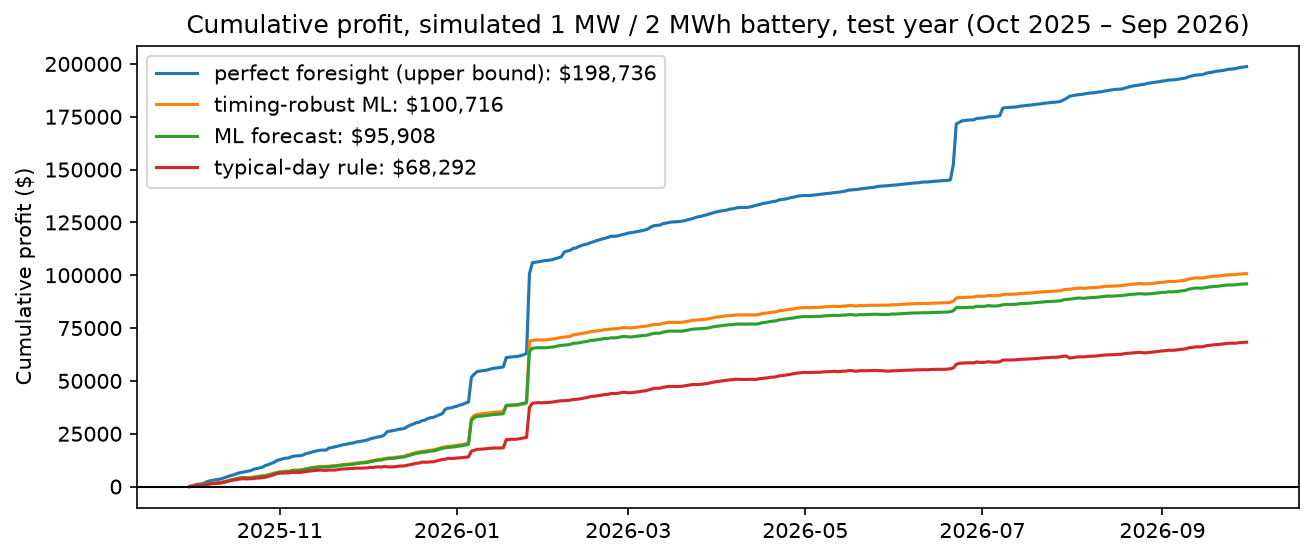 Cumulative profit, simulated 1 MW / 2 MWh battery, test year (Oct 2025 – Sep 2026)
perfect foresight (upper bound): $198,736
timing-robust ML: $100,716
ML forecast: $95,908
typical-day rule: $68,292
Cumulative profit ($)
200000
175000
150000
125000
100000
75000
50000
25000
0
2025-11
2026-01
2026-03
2026-05
2026-07
2026-09